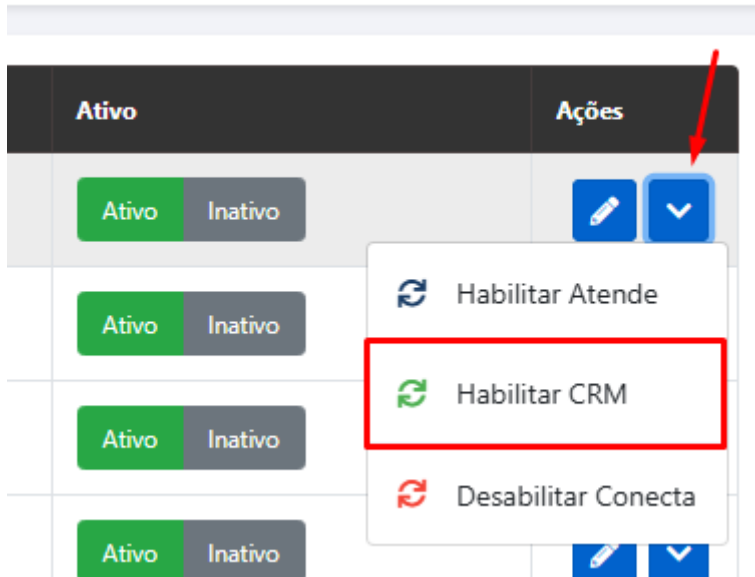 Ativo Ações
Ativo Inativo
Habilitar Atende
Ativo Inativo
Habilitar CRM
Ativo Inativo
Desabilitar Conecta
Ativo Inativo